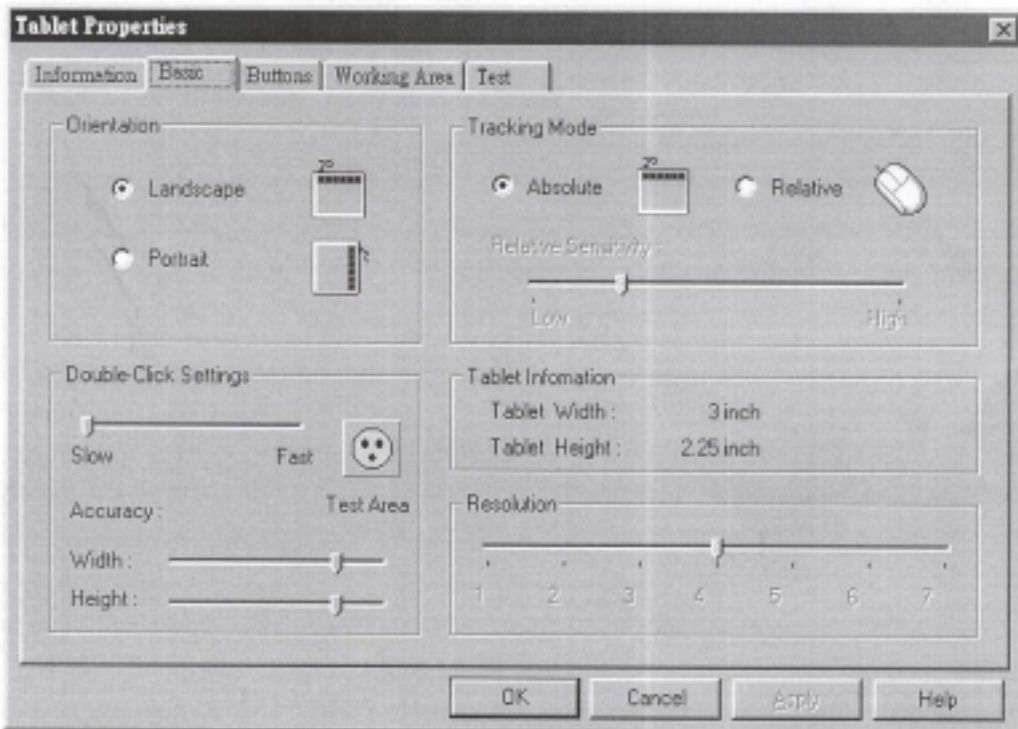 Tablet Properties
Information Basic Buttons Working Area Test
Orientation
Landscape
Portrait
Tracking Mode
Absolute
Relative
Relative Sensitivity :
Low High
Double-Click Settings
Slow Fast
Test Area
Accuracy :
Width :
Height :
Tablet Infomation
Tablet Width : 3 inch
Tablet Height : 2.25 inch
Resolution
1 2 3 4 5 6 7
OK Cancel Apply Help